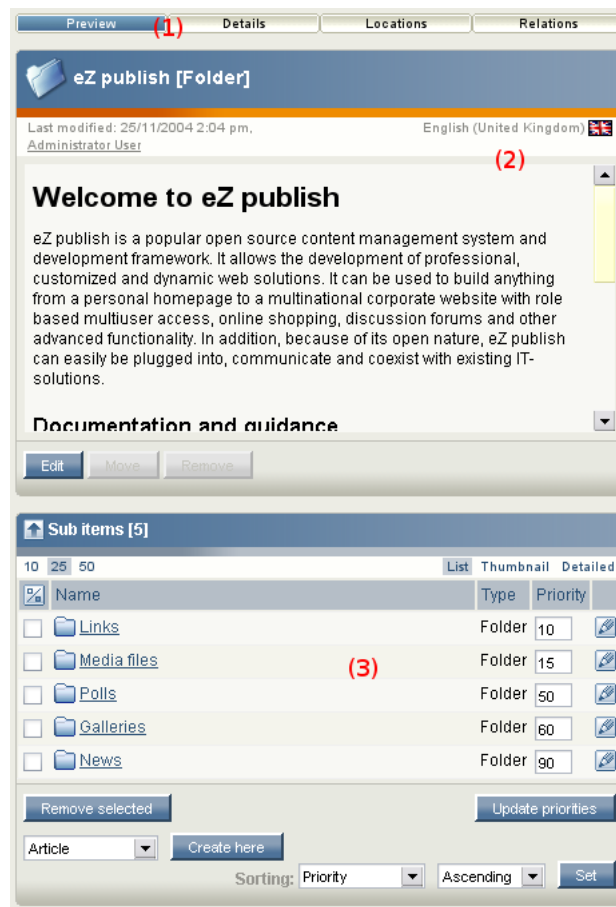 Preview (1) Details Locations Relations
eZ publish [Folder]
Last modified: 25/11/2004 2:04 pm, English (United Kingdom)
Administrator User
(2)
Welcome to eZ publish
eZ publish is a popular open source content management system and
development framework. It allows the development of professional,
customized and dynamic web solutions. It can be used to build anything
from a personal homepage to a multinational corporate website with role
based multiuser access, online shopping, discussion forums and other
advanced functionality. In addition, because of its open nature, eZ publish
can easily be plugged into, communicate and coexist with existing IT-
solutions.
Documentation and guidance
Edit Move Remove
Sub items [5]
10 25 50 List Thumbnail Detailed
Name Type Priority
Links Folder 10
Media files (3) Folder 15
Polls Folder 50
Galleries Folder 60
News Folder 90
Remove selected Update priorities
Article Create here
Sorting: Priority Ascending Set